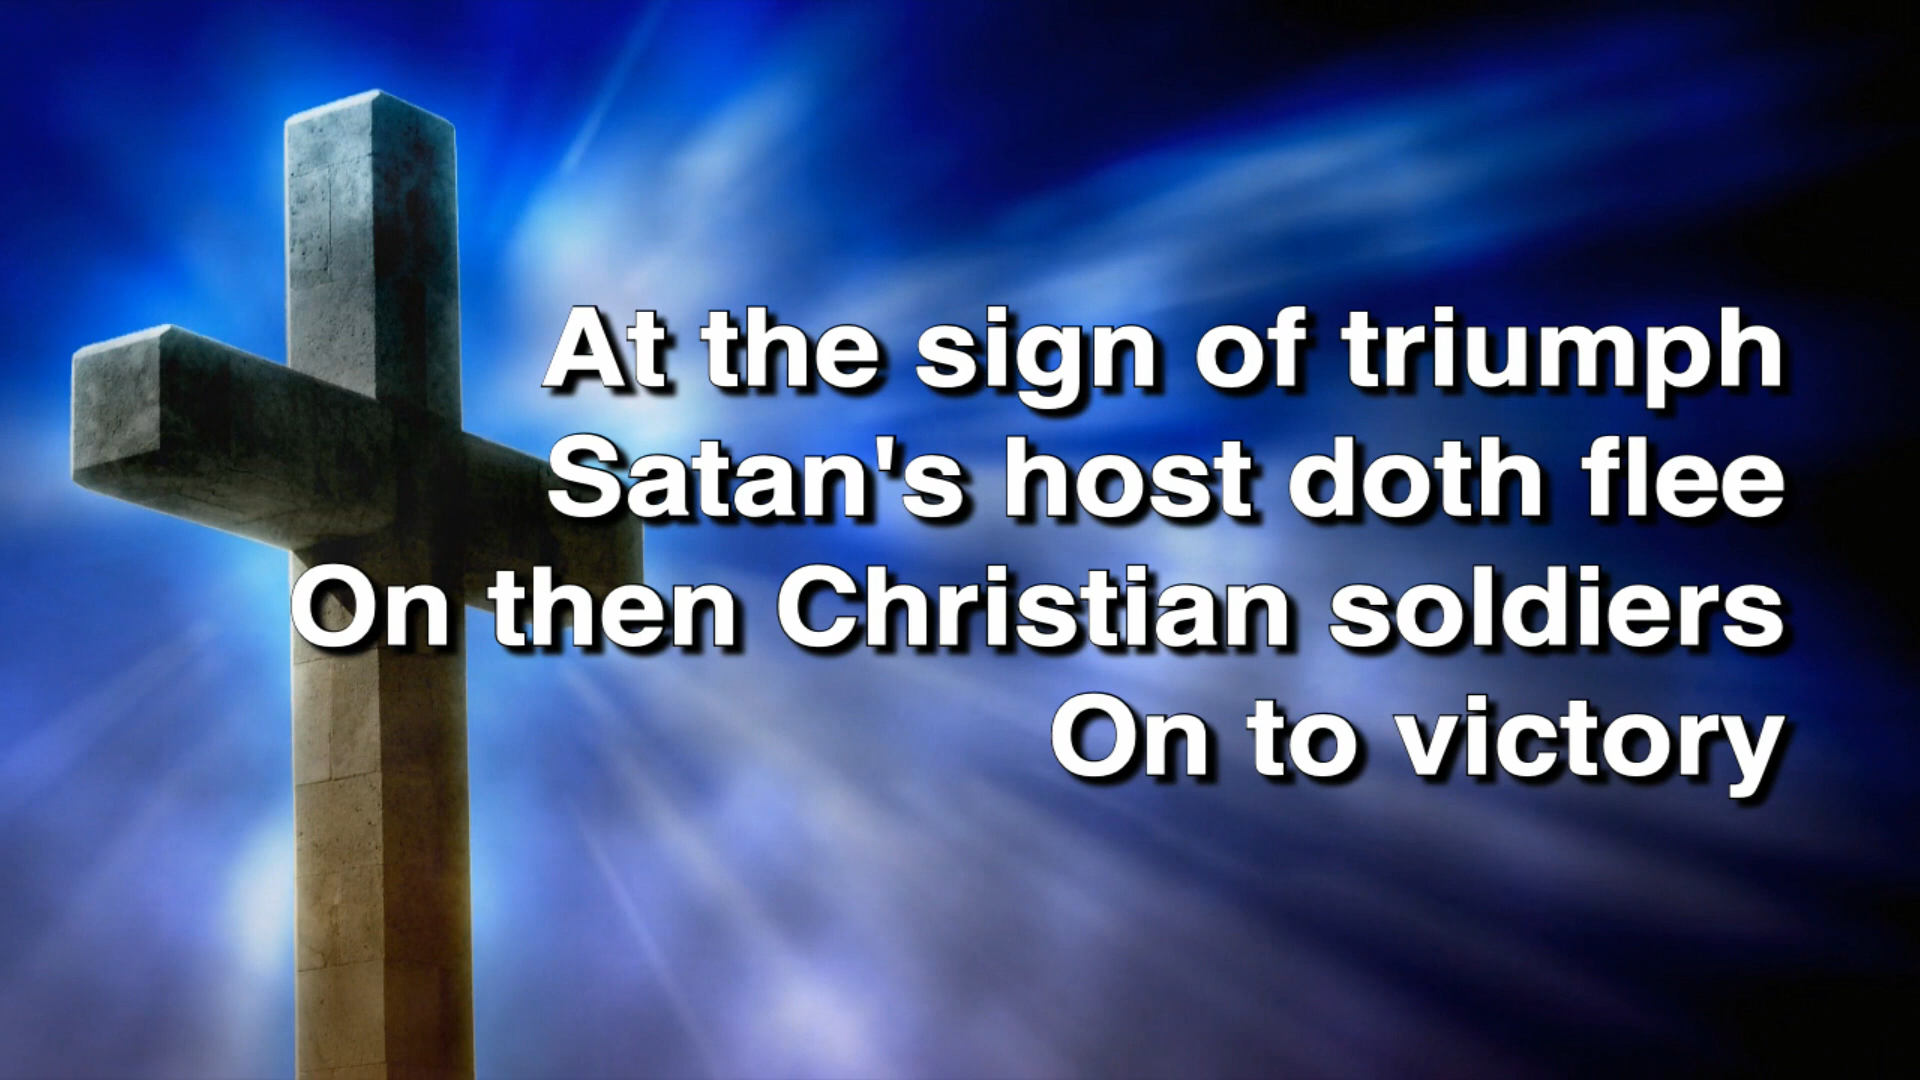 At the sign of triumph
Satan's host doth flee
On then Christian soldiers
On to victory